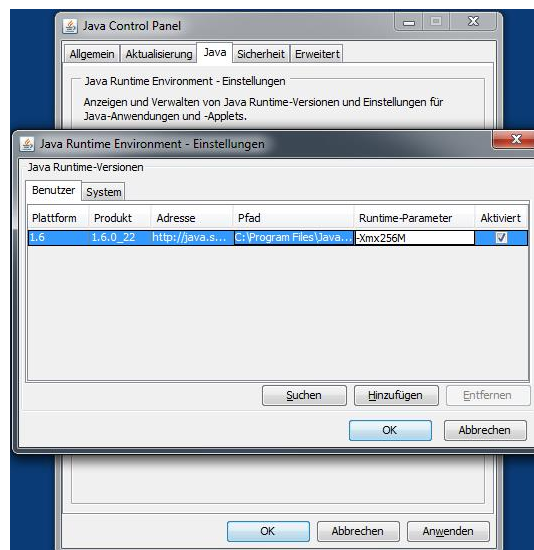 Java Control Panel
Allgemein Aktualisierung Java Sicherheit Erweitert
Java Runtime Environment - Einstellungen
Anzeigen und Verwalten von Java Runtime-Versionen und Einstellungen für
Java-Anwendungen und -Applets.
Java Runtime Environment - Einstellungen
Java Runtime-Versionen
Benutzer System
Plattform Produkt Adresse Pfad Runtime-Parameter Aktiviert
1.6 1.6.0_22 http://java.s... C:\Program Files\Java... -Xmx256M
Suchen Hinzufügen Entfernen
OK Abbrechen
OK Abbrechen Anwenden